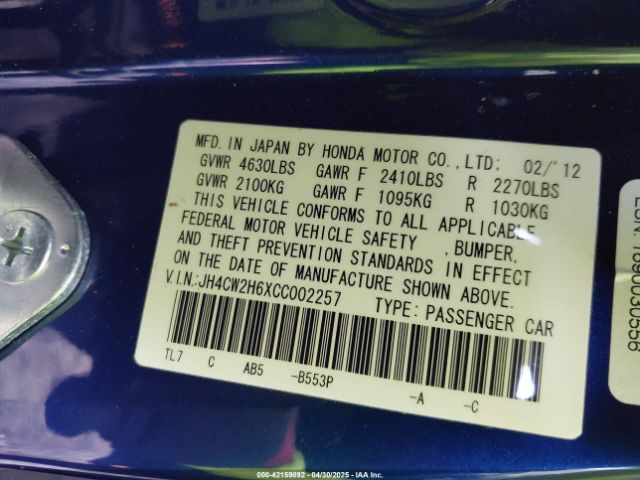 MFD. IN JAPAN BY HONDA MOTOR CO.,LTD; 02/'12
GVWR 4630LBS GAWR F 2410LBS R 2270LBS
GVWR 2100KG GAWR F 1095KG R 1030KG
THIS VEHICLE CONFORMS TO ALL APPLICABLE
FEDERAL MOTOR VEHICLE SAFETY ,BUMPER,
AND THEFT PREVENTION STANDARDS IN EFFECT
ON THE DATE OF MANUFACTURE SHOWN ABOVE.
V.I.N:JH4CW2H6XCC002257 TYPE: PASSENGER CAR
TL7 C AB5 -B553P -A -C
000-42159892 - 04/30/2025 - IAA Inc.